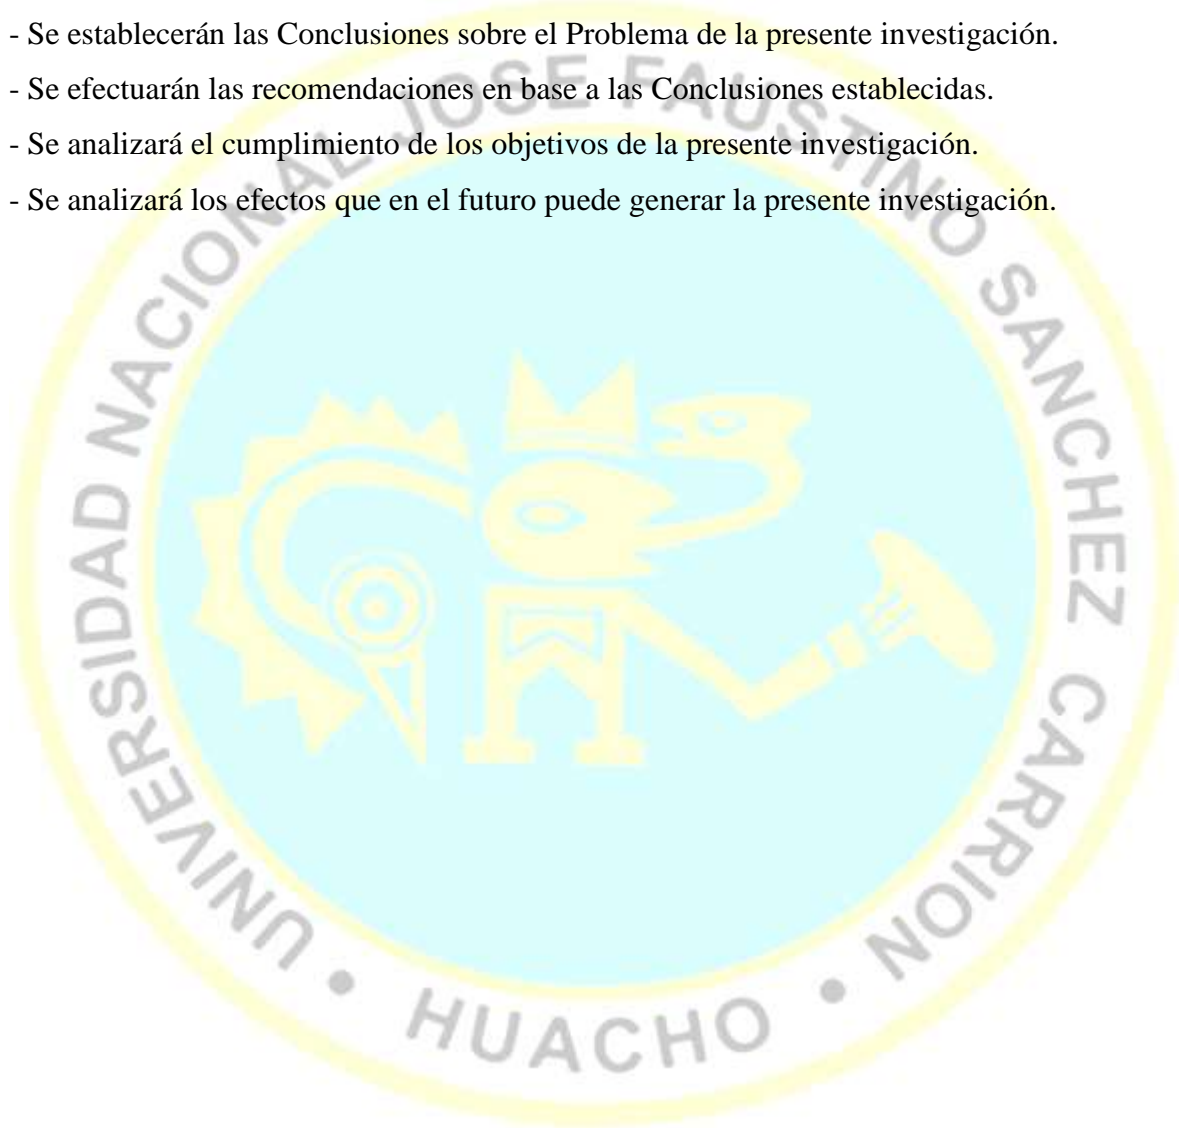 - Se establecerán las Conclusiones sobre el Problema de la presente investigación.
- Se efectuarán las recomendaciones en base a las Conclusiones establecidas.
- Se analizará el cumplimiento de los objetivos de la presente investigación.
- Se analizará los efectos que en el futuro puede generar la presente investigación.
UNIVERSIDAD NACIONAL JOSE FAUSTINO SANCHEZ CARRION • HUACHO •